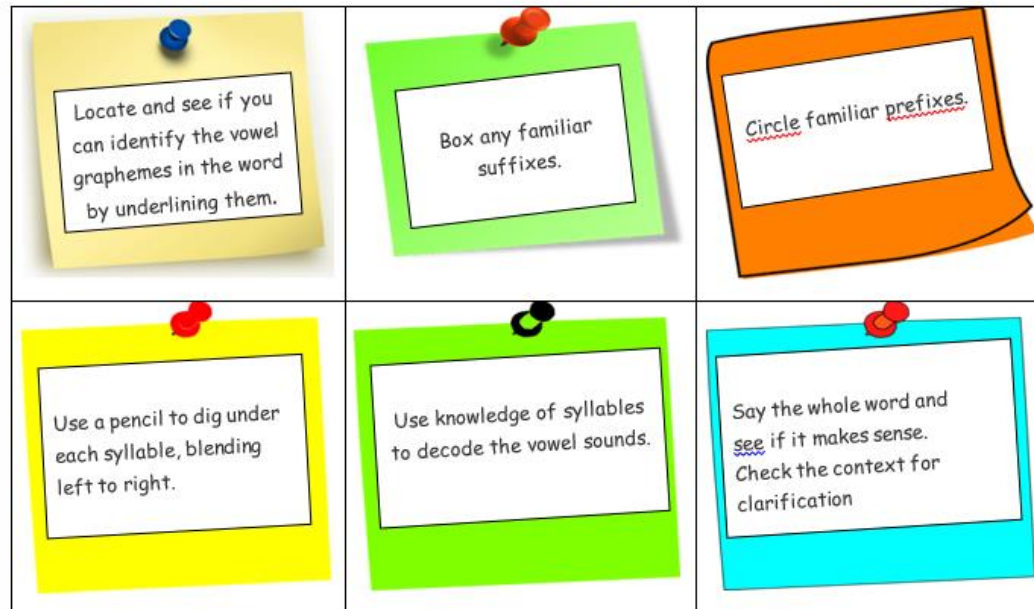 Locate and see if you
can identify the vowel
graphemes in the word
by underlining them.
Box any familiar
suffixes.
Circle familiar prefixes.
Use a pencil to dig under
each syllable, blending
left to right.
Use knowledge of syllables
to decode the vowel sounds.
Say the whole word and
see if it makes sense.
Check the context for
clarification